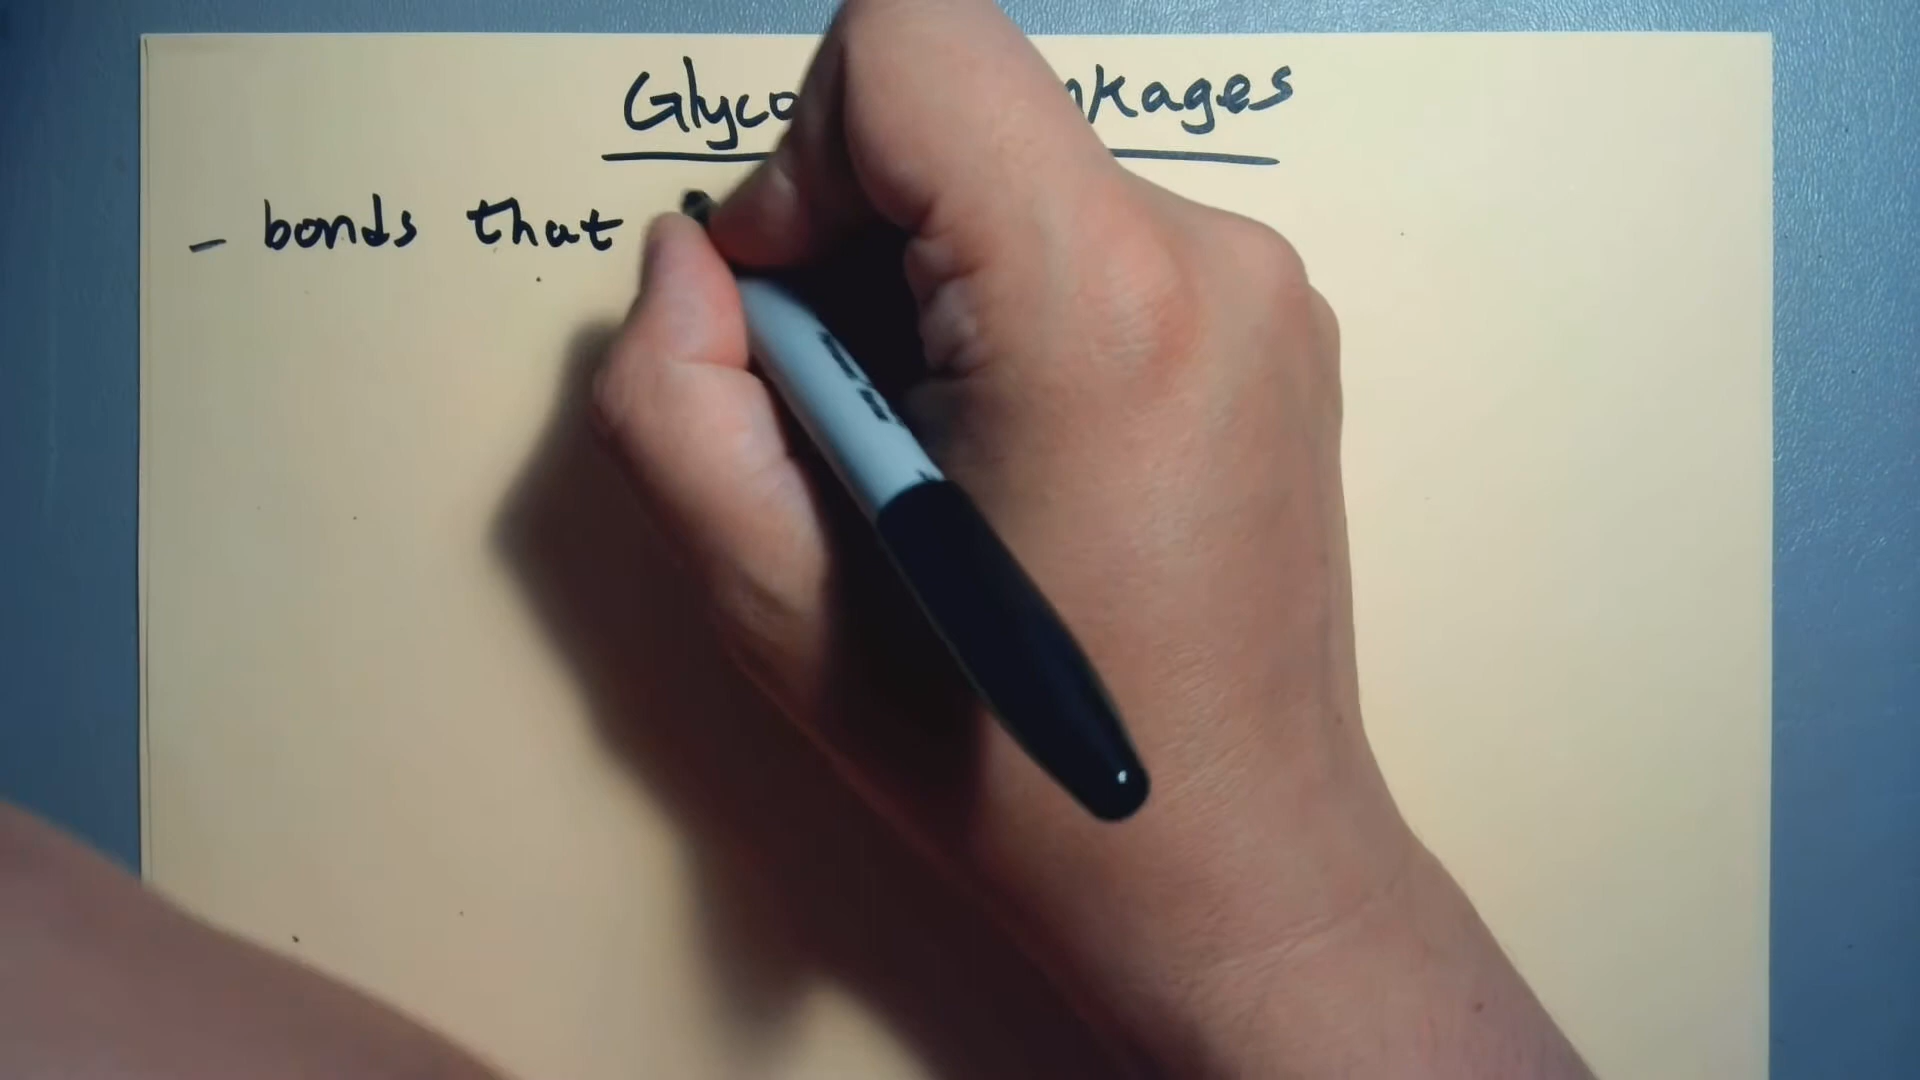 Glyco nkages
- bonds that